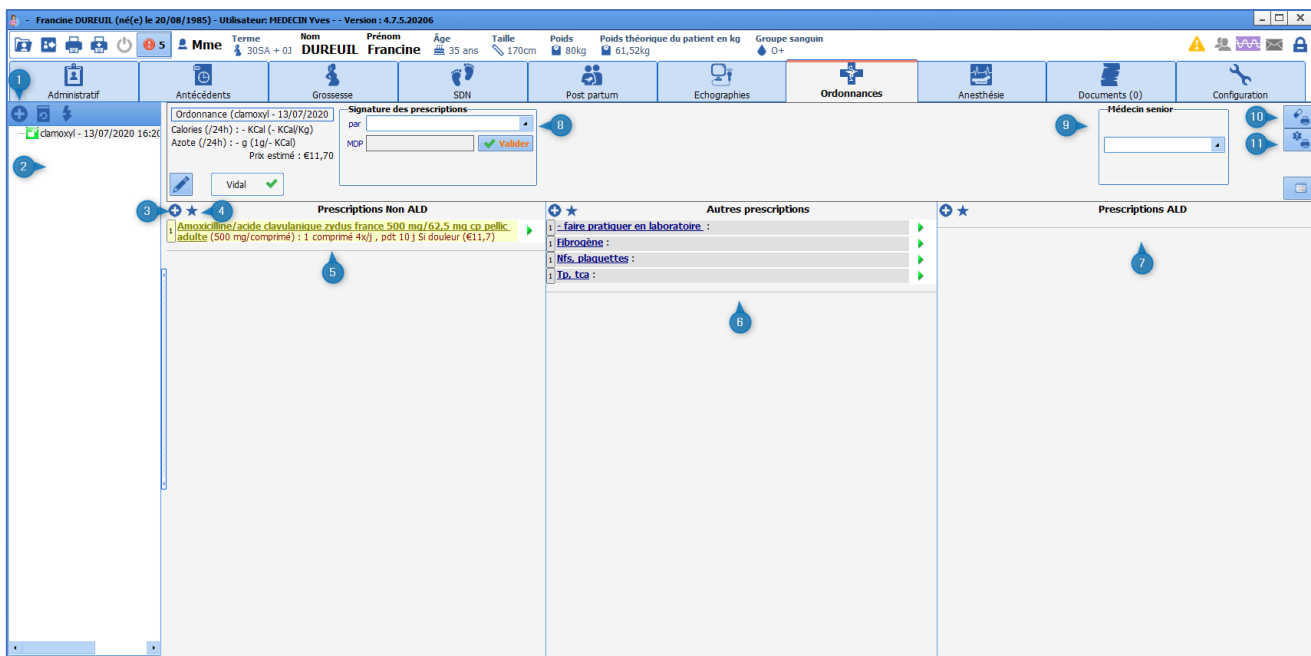 - Francine DUREUIL (né(e) le 20/08/1985) - Utilisateur: MEDECIN Yves - - Version : 4.7.5.20206
5 Mme Terme Nom Prénom Âge Taille Poids Poids théorique du patient en kg Groupe sanguin
30SA + 0J DUREUIL Francine 35 ans 170cm 80kg 61,52kg O+
1
Administratif Antécédents Grossesse SDN Post partum Echographies Ordonnances Anesthésie Documents (0) Configuration
clamoxyl - 13/07/2020 16:20
2
Ordonnance (clamoxyl - 13/07/2020
Calories (/24h) : - KCal (- KCal/Kg)
Azote (/24h) : - g (1g/- KCal)
Prix estimé : €11,70
Vidal
Signature des prescriptions
par
MDP Valider
8
9
Médecin senior
10
11
3 4 Prescriptions Non ALD
1 Amoxicilline/acide clavulanique zydus france 500 mg/62,5 mg cp pellic
adulte (500 mg/comprimé) : 1 comprimé 4x/j , pdt 10 j Si douleur (€11,7)
5
Autres prescriptions
1 - faire pratiquer en laboratoire :
1 Fibrogène :
1 Nfs, plaquettes :
1 Tp, tca :
6
Prescriptions ALD
7